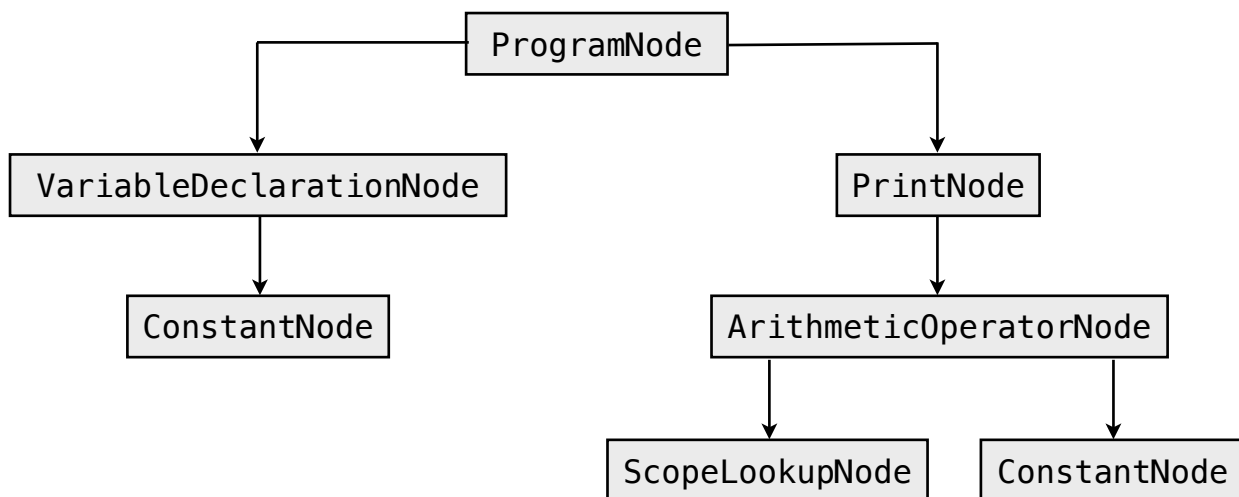 ProgramNode
VariableDeclarationNode
PrintNode
ConstantNode
ArithmeticOperatorNode
ScopeLookupNode
ConstantNode